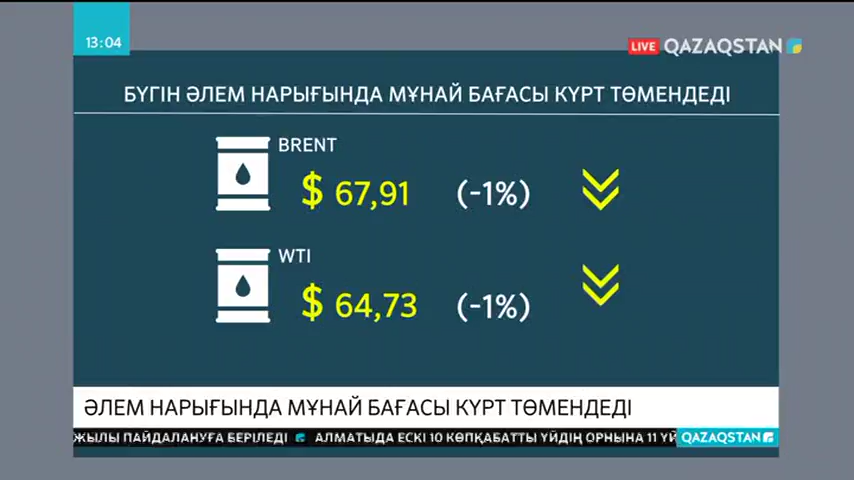 13:04
LIVE QAZAQSTAN
БҮГІН ӘЛЕМ НАРЫҒЫНДА МҰНАЙ БАҒАСЫ КҮРТ ТӨМЕНДЕДІ
BRENT
$ 67,91 (-1%)
WTI
$ 64,73 (-1%)
ӘЛЕМ НАРЫҒЫНДА МҰНАЙ БАҒАСЫ КҮРТ ТӨМЕНДЕДІ
ЖЫЛЫ ПАЙДАЛАНУҒА БЕРІЛЕДІ АЛМАТЫДА ЕСКІ 10 КӨПҚАБАТТЫ ҮЙДІҢ ОРНЫНА 11 ҮЙ QAZAQSTAN